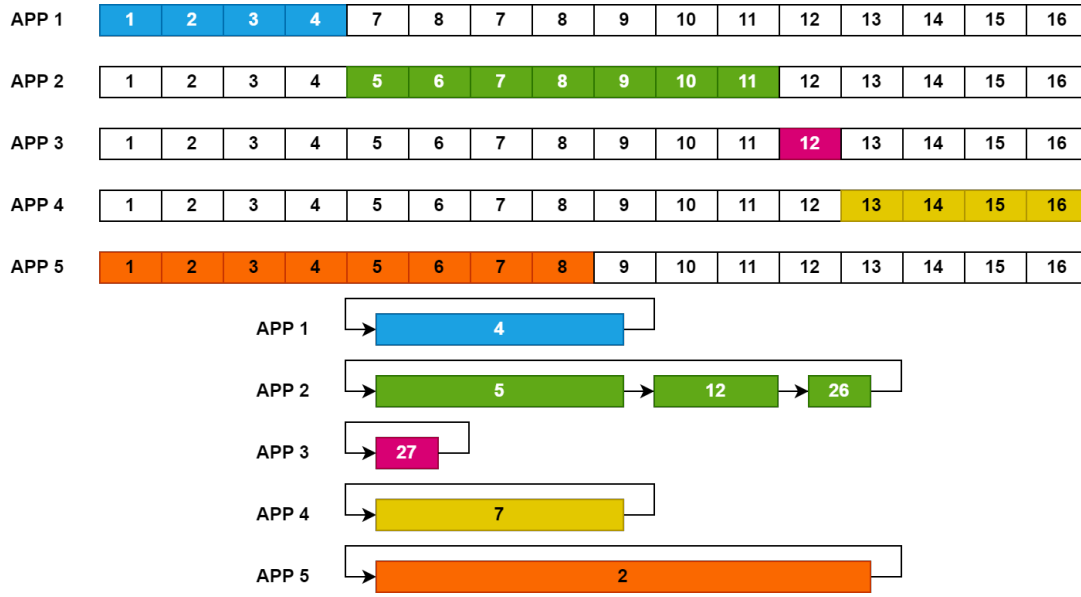 APP 1 1 2 3 4 7 8 7 8 9 10 11 12 13 14 15 16
APP 2 1 2 3 4 5 6 7 8 9 10 11 12 13 14 15 16
APP 3 1 2 3 4 5 6 7 8 9 10 11 12 13 14 15 16
APP 4 1 2 3 4 5 6 7 8 9 10 11 12 13 14 15 16
APP 5 1 2 3 4 5 6 7 8 9 10 11 12 13 14 15 16
APP 1 4
APP 2 5 12 26
APP 3 27
APP 4 7
APP 5 2